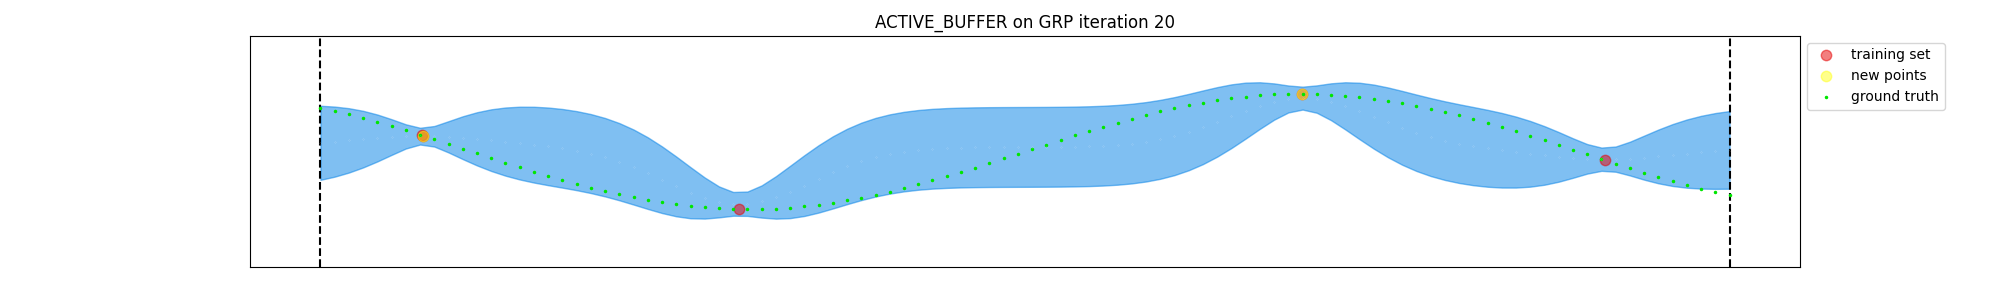 ACTIVE_BUFFER on GRP iteration 20
training set
new points
ground truth